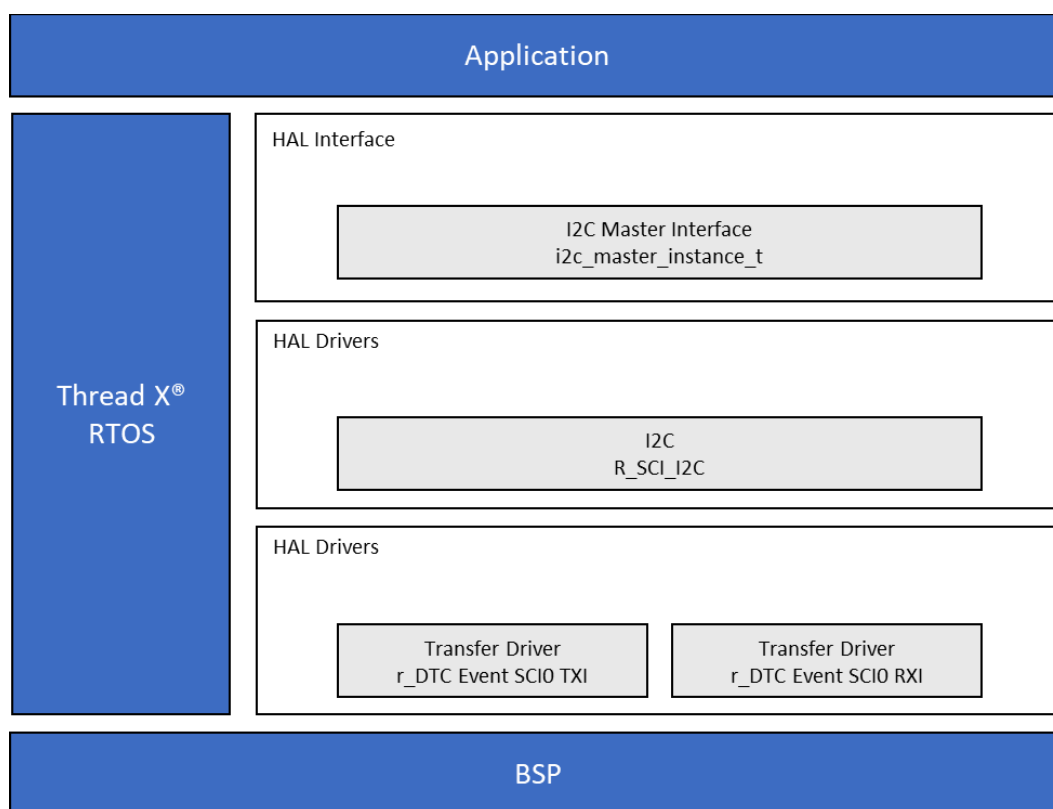 Application
Thread X®
RTOS
HAL Interface
I2C Master Interface
i2c_master_instance_t
HAL Drivers
I2C
R_SCI_I2C
HAL Drivers
Transfer Driver
r_DTC Event SCI0 TXI
Transfer Driver
r_DTC Event SCI0 RXI
BSP